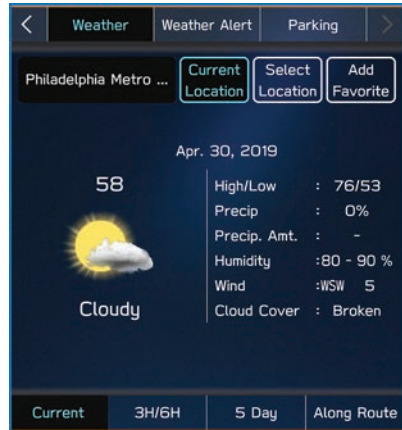 < Weather Weather Alert Parking >
Philadelphia Metro ... Current Location Select Location Add Favorite
Apr. 30, 2019
58
High/Low : 76/53
Precip : 0%
Precip. Amt. : -
Humidity :80 - 90 %
Wind :WSW 5
Cloudy
Cloud Cover : Broken
Current 3H/6H 5 Day Along Route